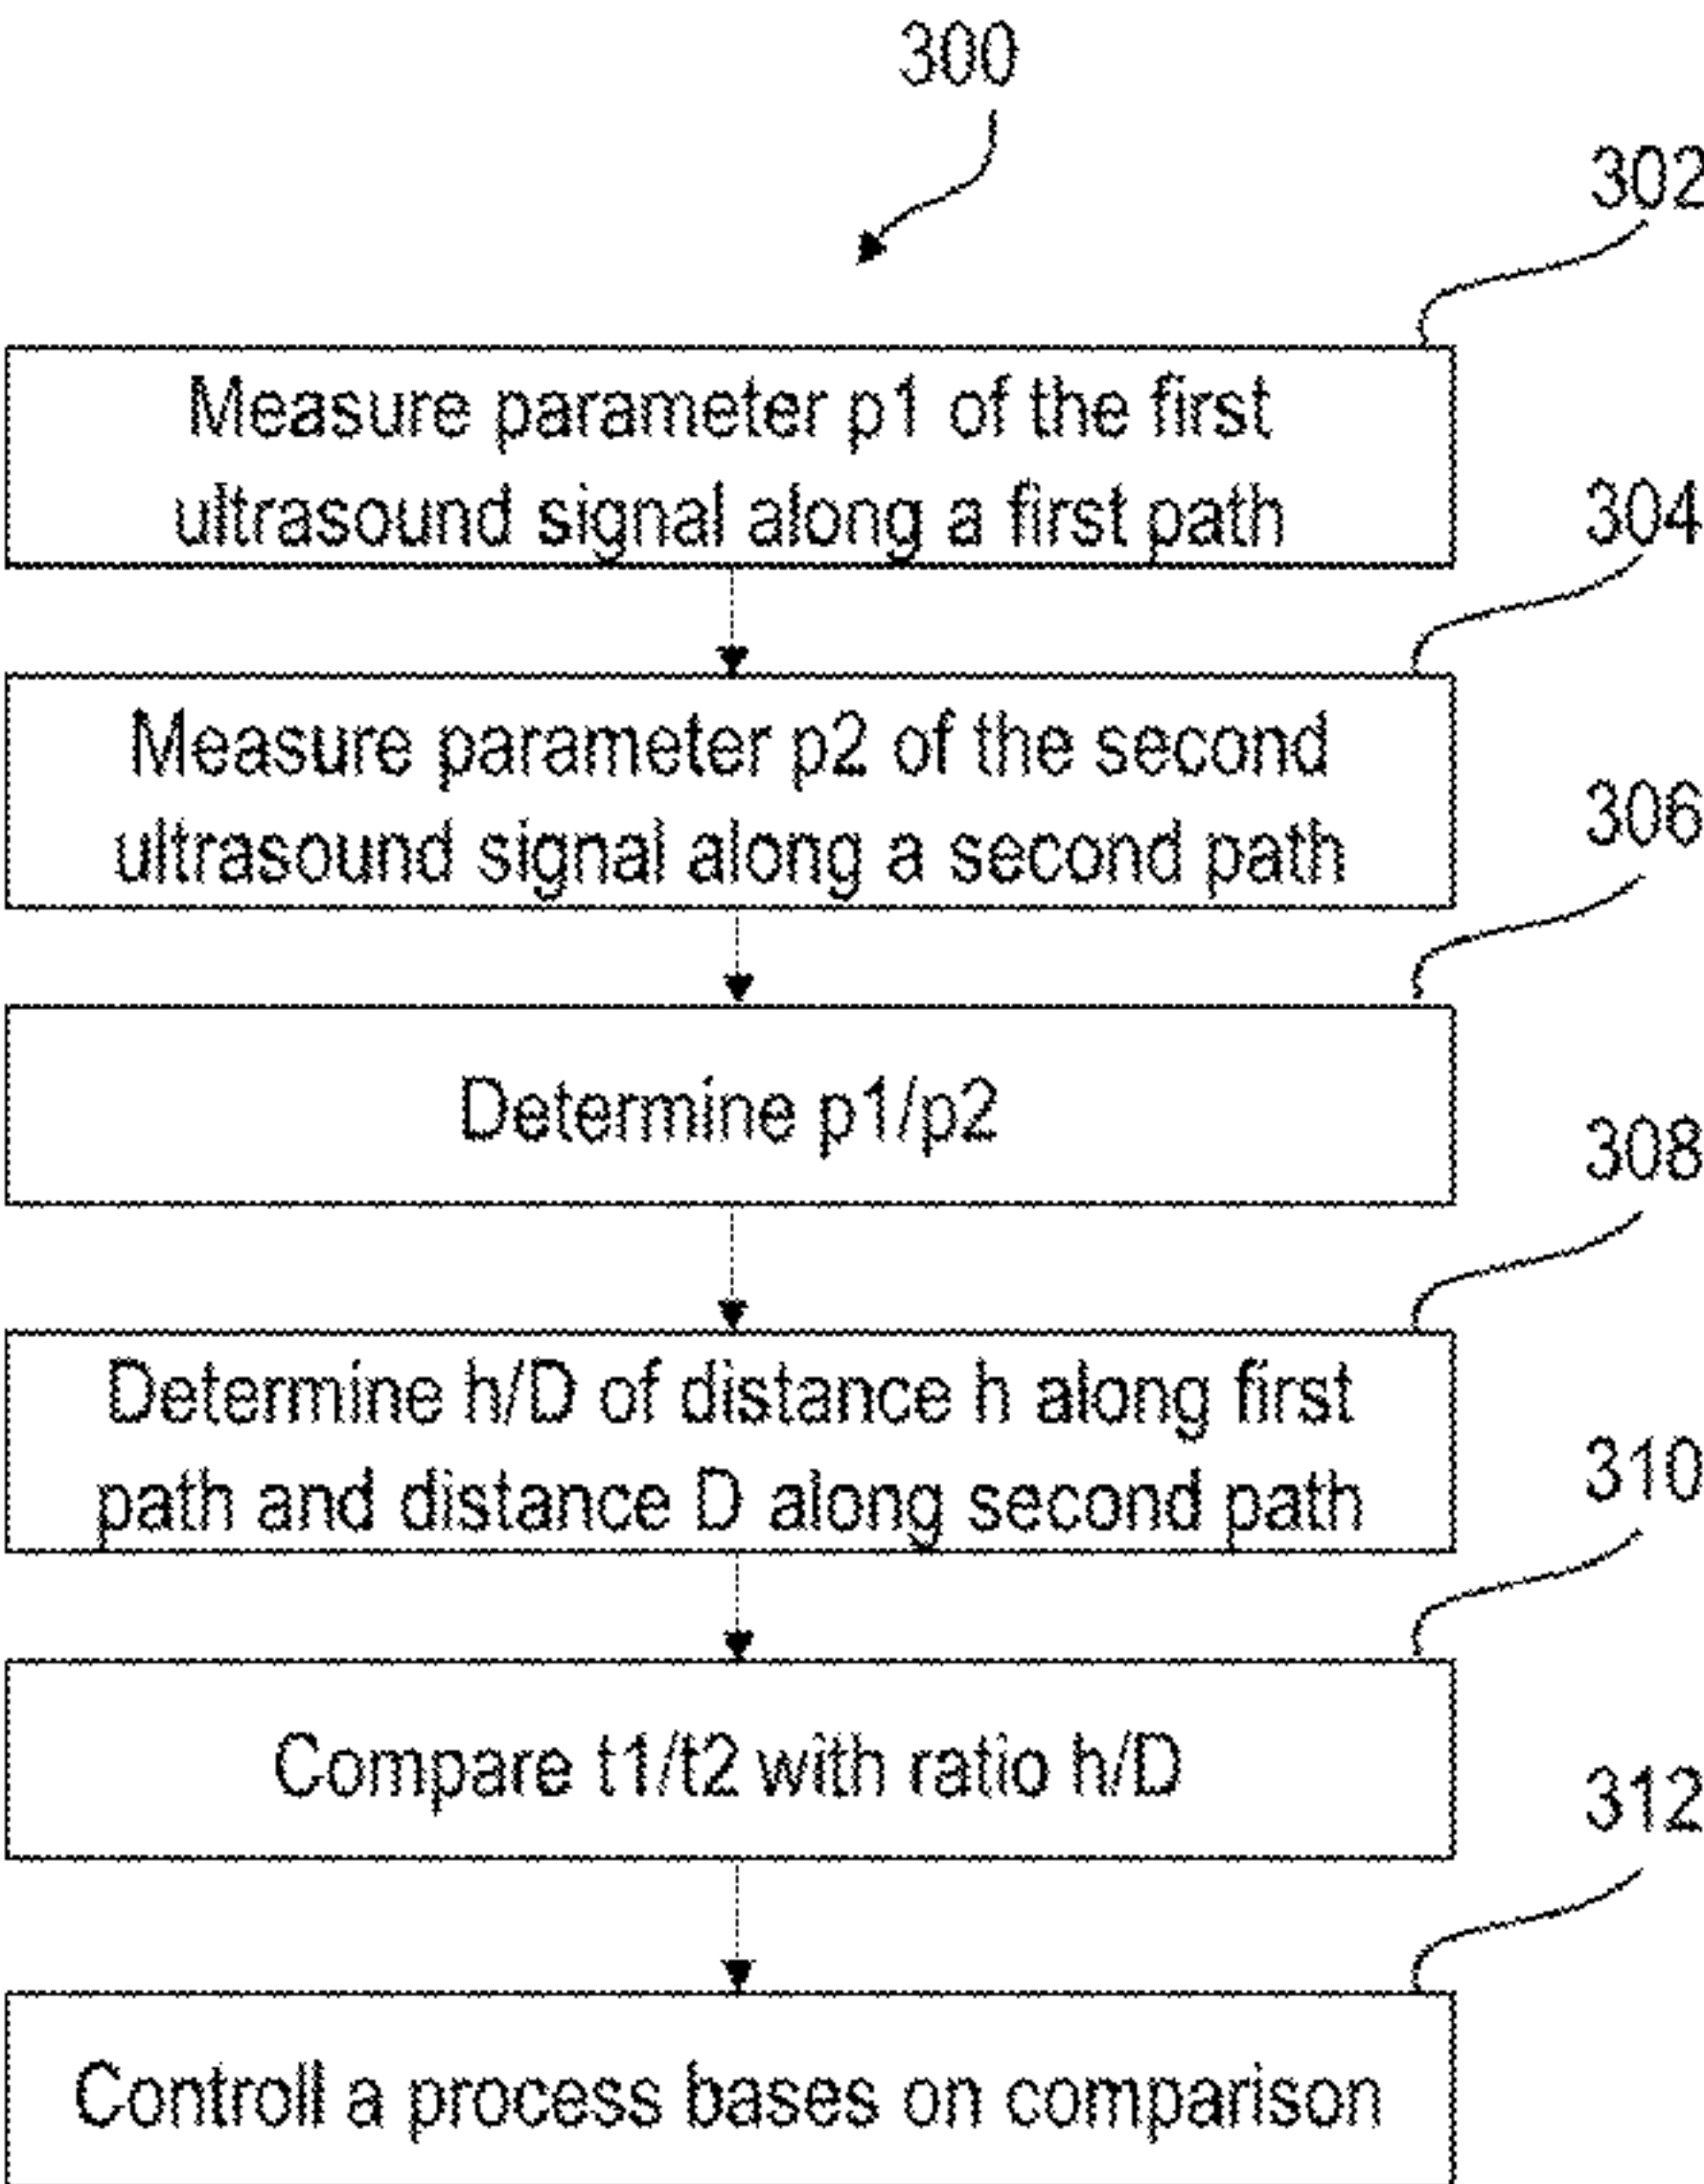 300
302
Measure parameter p1 of the first
ultrasound signal along a first path
304
Measure parameter p2 of the second
ultrasound signal along a second path
306
Determine p1/p2
308
Determine h/D of distance h along first
path and distance D along second path
310
Compare t1/t2 with ratio h/D
312
Controll a process bases on comparison